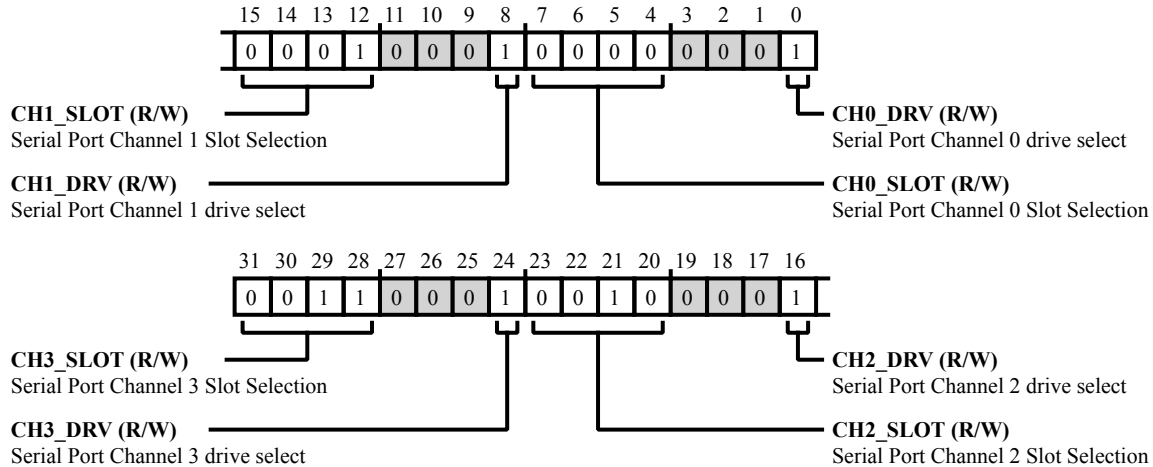 15 14 13 12 11 10 9 8 7 6 5 4 3 2 1 0
0 0 0 1 0 0 0 1 0 0 0 0 0 0 0 1
CH1_SLOT (R/W)
Serial Port Channel 1 Slot Selection
CH0_DRV (R/W)
Serial Port Channel 0 drive select
CH1_DRV (R/W)
Serial Port Channel 1 drive select
CH0_SLOT (R/W)
Serial Port Channel 0 Slot Selection
31 30 29 28 27 26 25 24 23 22 21 20 19 18 17 16
0 0 1 1 0 0 0 1 0 0 1 0 0 0 0 1
CH3_SLOT (R/W)
Serial Port Channel 3 Slot Selection
CH2_DRV (R/W)
Serial Port Channel 2 drive select
CH3_DRV (R/W)
Serial Port Channel 3 drive select
CH2_SLOT (R/W)
Serial Port Channel 2 Slot Selection